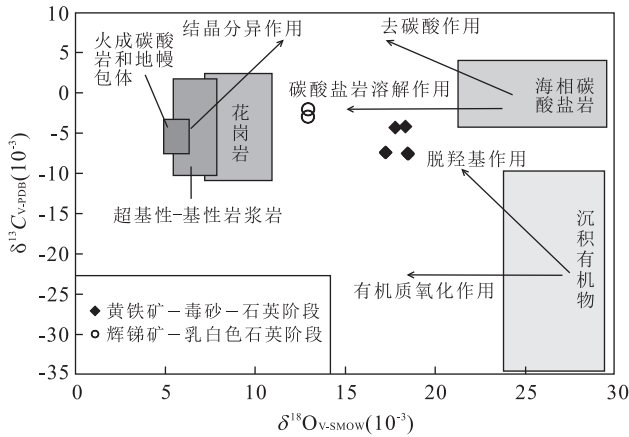 10
5
0
-5
-10
-15
-20
-25
-30
-35
δ¹³C V-PDB(10⁻³)
火成碳酸
岩和地幔
包体
结晶分异作用
去碳酸作用
碳酸盐岩溶解作用
海相碳
酸盐岩
花
岗
岩
脱羟基作用
超基性-基性岩浆岩
沉
积
有
机
物
有机质氧化作用
黄铁矿-毒砂-石英阶段
辉锑矿-乳白色石英阶段
0
5
10
15
20
25
30
δ¹⁸O V-SMOW(10⁻³)